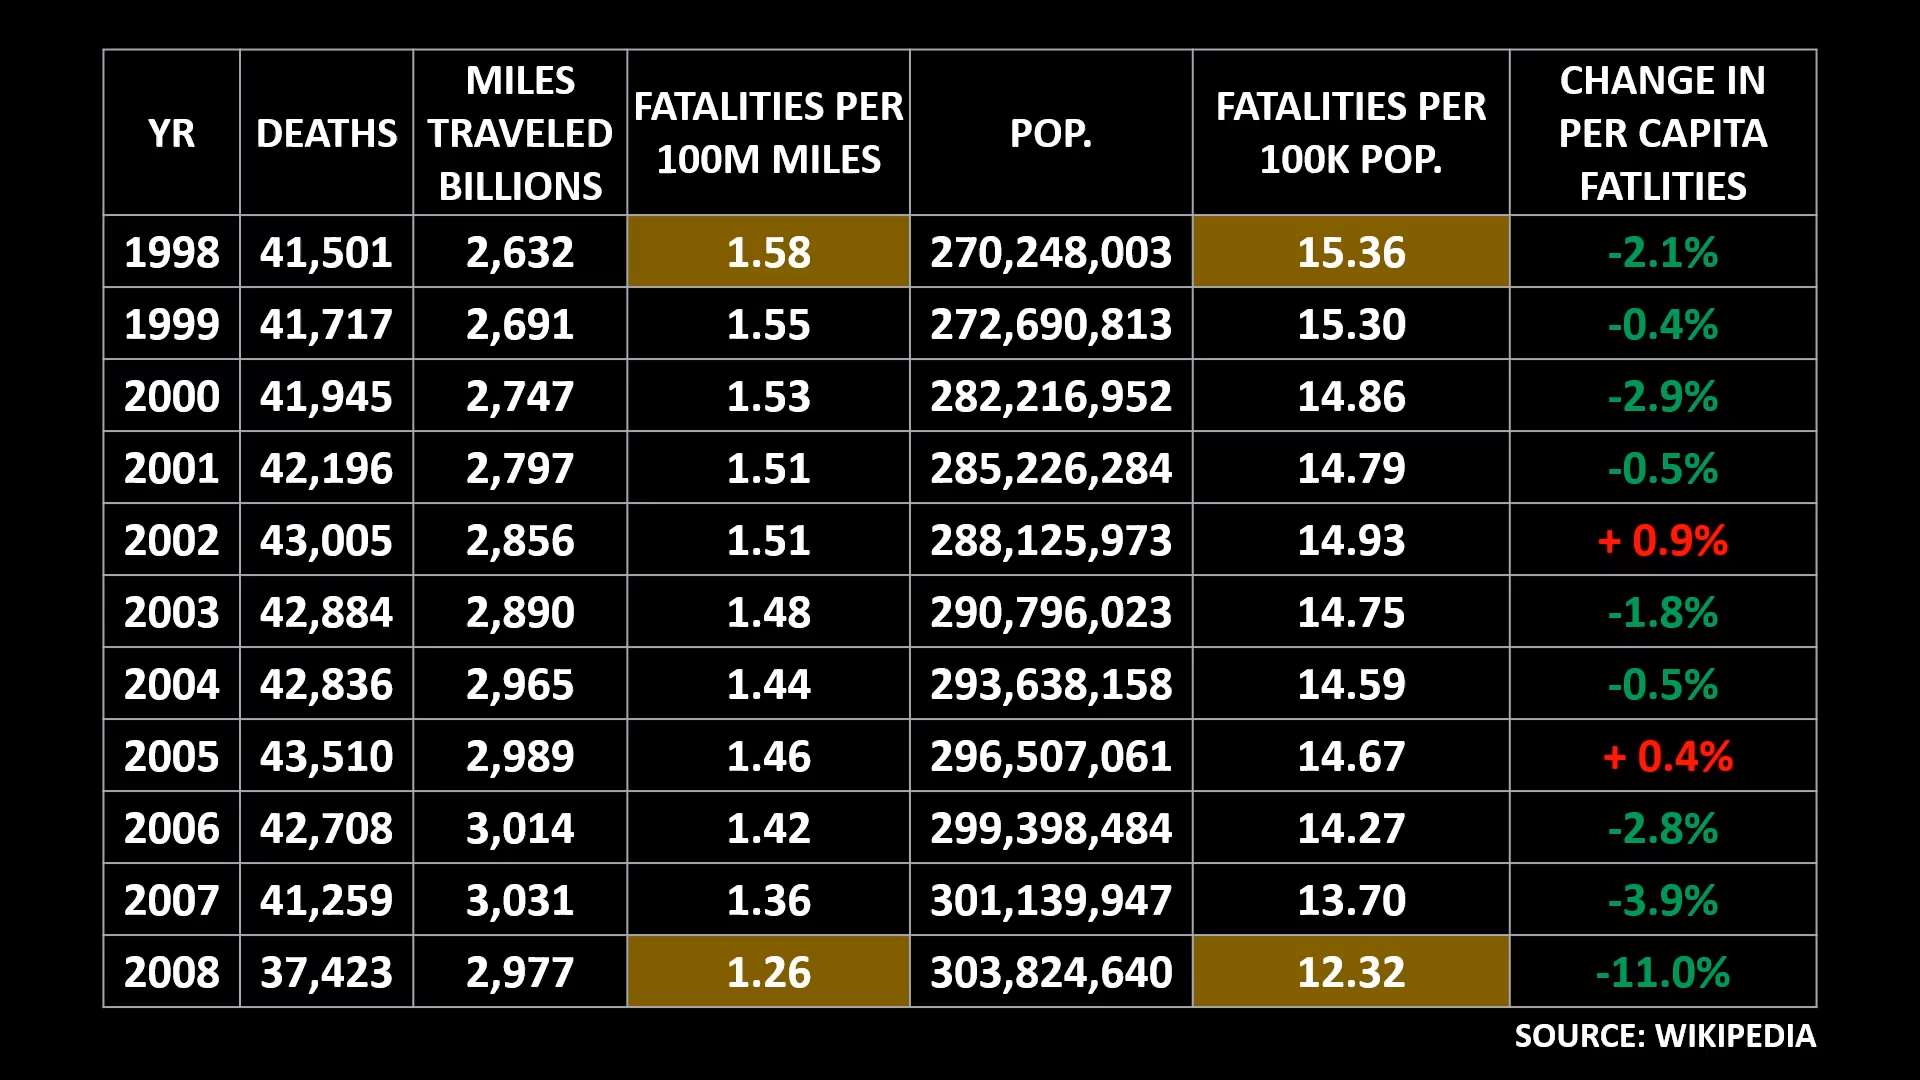 YR DEATHS MILES TRAVELED BILLIONS FATALITIES PER 100M MILES POP. FATALITIES PER 100K POP. CHANGE IN PER CAPITA FATLITIES
1998 41,501 2,632 1.58 270,248,003 15.36 -2.1%
1999 41,717 2,691 1.55 272,690,813 15.30 -0.4%
2000 41,945 2,747 1.53 282,216,952 14.86 -2.9%
2001 42,196 2,797 1.51 285,226,284 14.79 -0.5%
2002 43,005 2,856 1.51 288,125,973 14.93 + 0.9%
2003 42,884 2,890 1.48 290,796,023 14.75 -1.8%
2004 42,836 2,965 1.44 293,638,158 14.59 -0.5%
2005 43,510 2,989 1.46 296,507,061 14.67 + 0.4%
2006 42,708 3,014 1.42 299,398,484 14.27 -2.8%
2007 41,259 3,031 1.36 301,139,947 13.70 -3.9%
2008 37,423 2,977 1.26 303,824,640 12.32 -11.0%
SOURCE: WIKIPEDIA